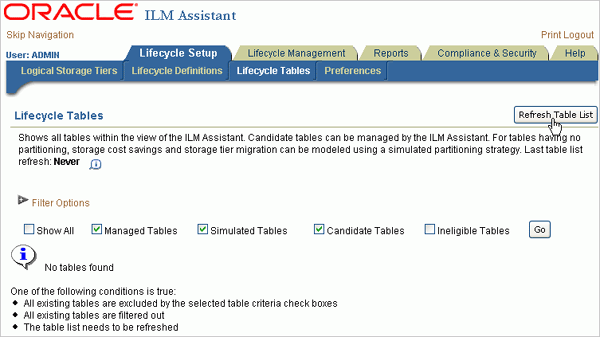 ORACLE ILM Assistant
Skip Navigation
Print Logout
User: ADMIN
Lifecycle Setup Lifecycle Management Reports Compliance & Security Help
Logical Storage Tiers Lifecycle Definitions Lifecycle Tables Preferences
Lifecycle Tables
Refresh Table List
Shows all tables within the view of the ILM Assistant. Candidate tables can be managed by the ILM Assistant. For tables having no
partitioning, storage cost savings and storage tier migration can be modeled using a simulated partitioning strategy. Last table list
refresh: Never
Filter Options
Show All Managed Tables Simulated Tables Candidate Tables Ineligible Tables Go
No tables found
One of the following conditions is true:
◆ All existing tables are excluded by the selected table criteria check boxes
◆ All existing tables are filtered out
◆ The table list needs to be refreshed